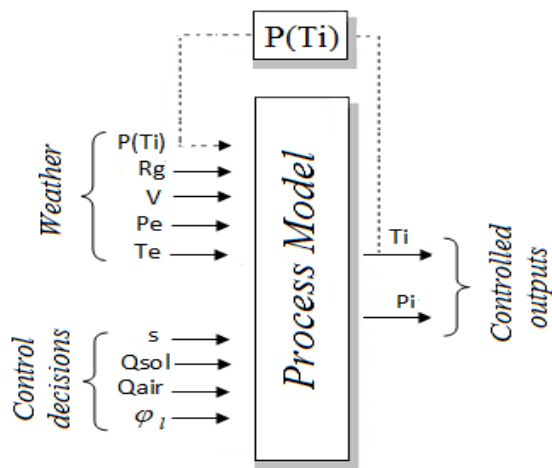 P(Ti)
Weather
P(Ti)
Rg
V
Pe
Te
Control
decisions
s
Qsol
Qair
φ l
Process Model
Ti
Pi
Controlled
outputs